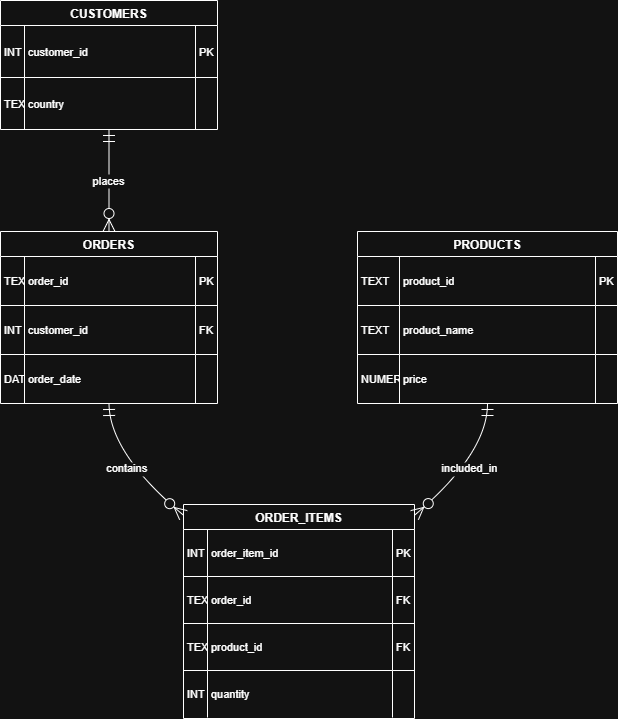 CUSTOMERS
INT customer_id PK
TEX country
places
ORDERS
TEX order_id PK
INT customer_id FK
DAT order_date
PRODUCTS
TEXT product_id PK
TEXT product_name
NUMER price
contains
included_in
ORDER_ITEMS
INT order_item_id PK
TEX order_id FK
TEX product_id FK
INT quantity